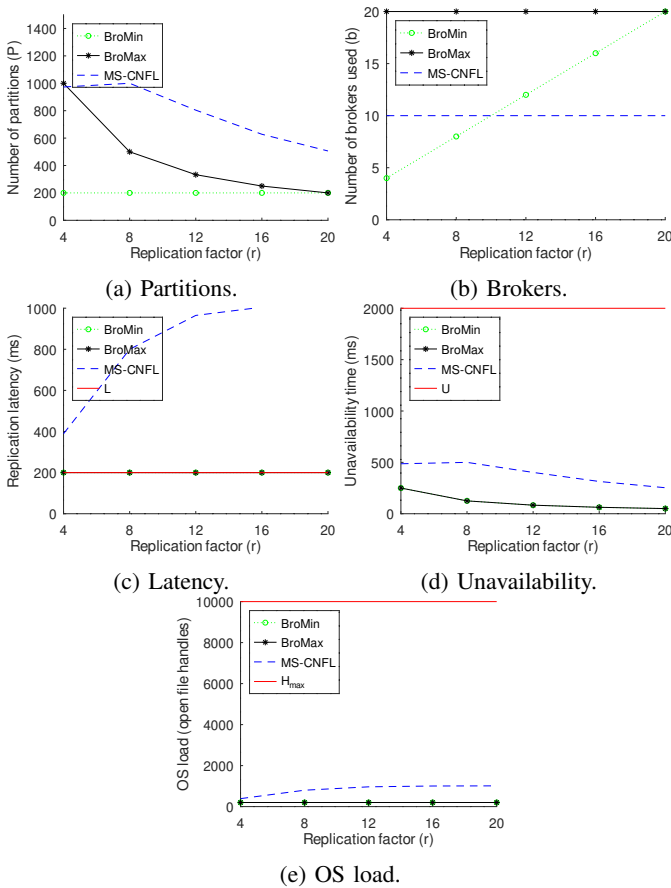 Number of partitions (P)
1400
1200
1000
800
600
400
200
0
BroMin
BroMax
MS-CNFL
4 8 12 16 20
Replication factor (r)
(a) Partitions.
Number of brokers used (b)
20
15
10
5
0
BroMin
BroMax
MS-CNFL
4 8 12 16 20
Replication factor (r)
(b) Brokers.
Replication latency (ms)
1000
800
600
400
200
0
BroMin
BroMax
MS-CNFL
L
4 8 12 16 20
Replication factor (r)
(c) Latency.
Unavailability time (ms)
2000
1500
1000
500
0
BroMin
BroMax
MS-CNFL
U
4 8 12 16 20
Replication factor (r)
(d) Unavailability.
OS load (open file handles)
10000
8000
6000
4000
2000
0
BroMin
BroMax
MS-CNFL
Hmax
4 8 12 16 20
Replication factor (r)
(e) OS load.